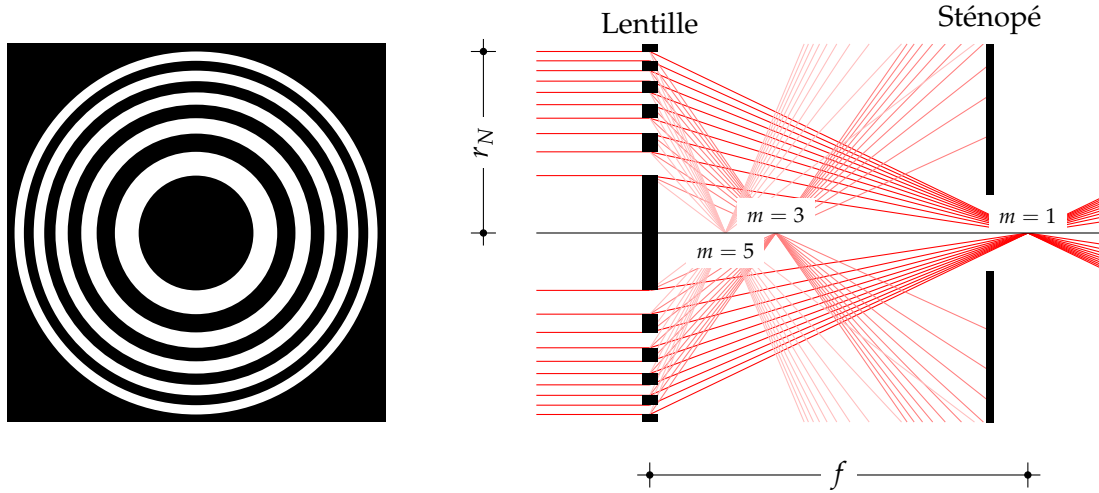 Lentille
Sténopé
r_N
m = 3
m = 1
m = 5
f